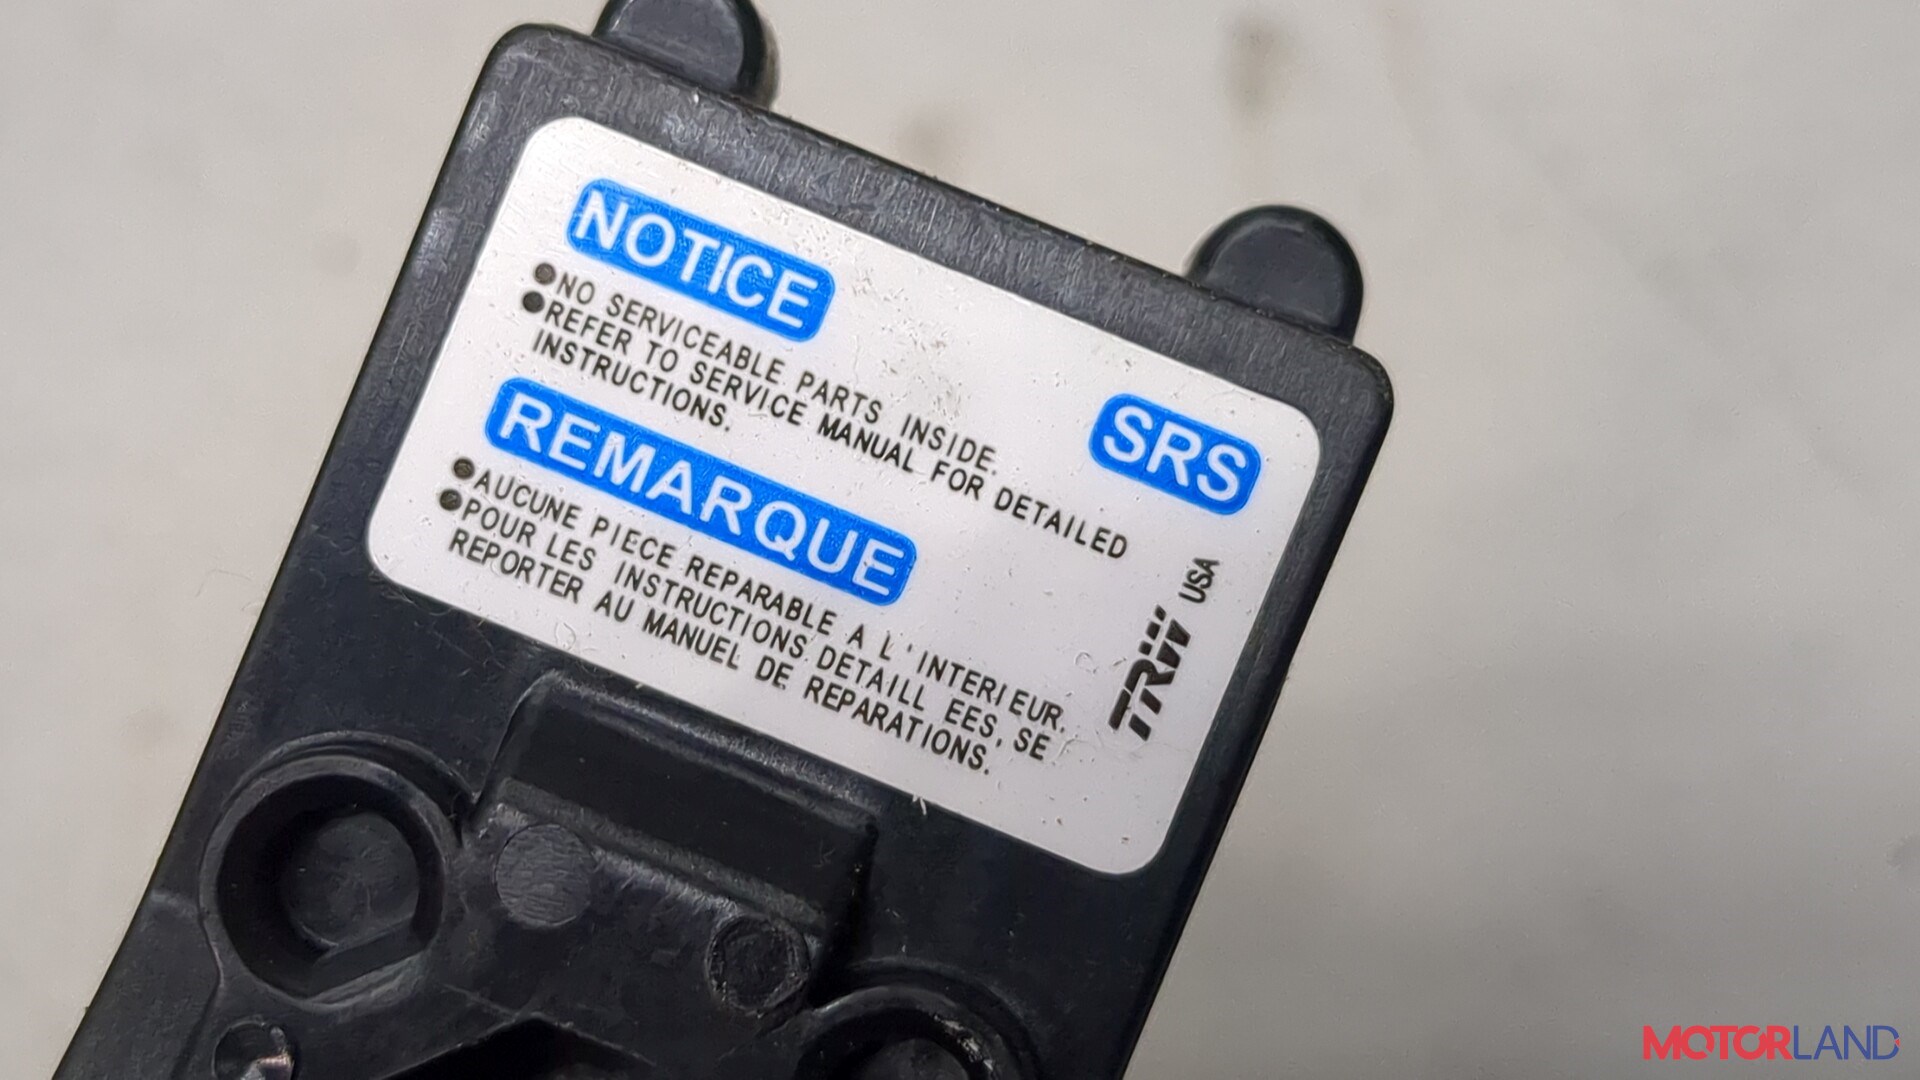 NOTICE
●NO SERVICEABLE PARTS INSIDE.
●REFER TO SERVICE MANUAL FOR DETAILED
INSTRUCTIONS.
SRS
REMARQUE
●AUCUNE PIECE REPARABLE A L'INTERIEUR.
●POUR LES INSTRUCTIONS DETAILL EES, SE
REPORTER AU MANUEL DE REPARATIONS.
TRW USA
MOTORLAND